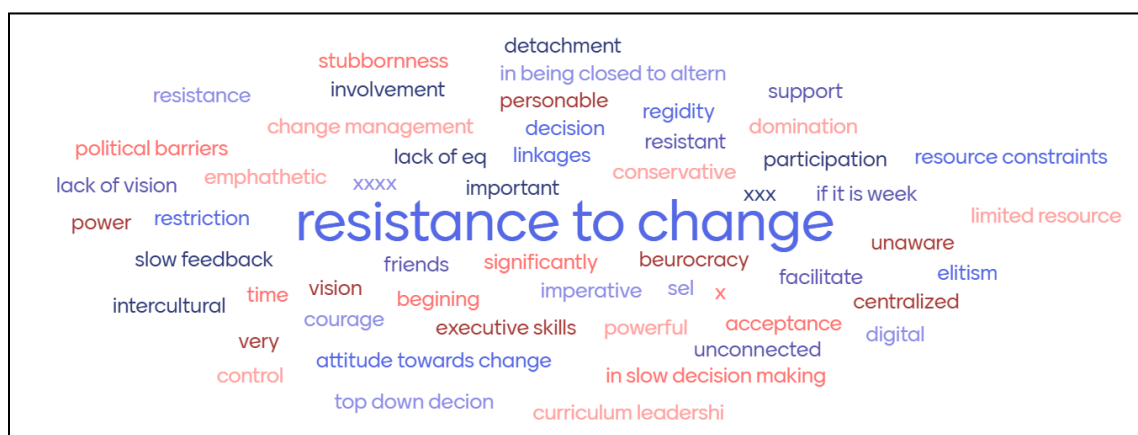 detachment
stubbornness
in being closed to altern
resistance
involvement
personable
support
regidity
change management
decision
resistant
domination
political barriers
lack of eq
linkages
participation
resource constraints
conservative
lack of vision
emphathetic
xxxx
important
xxx
if it is week
power
restriction
resistance to change
limited resource
unaware
slow feedback
friends
significantly
beurocracy
facilitate
elitism
intercultural
time
vision
begining
imperative
sel
x
centralized
courage
executive skills
powerful
acceptance
digital
very
unconnected
attitude towards change
control
in slow decision making
top down decion
curriculum leadershi